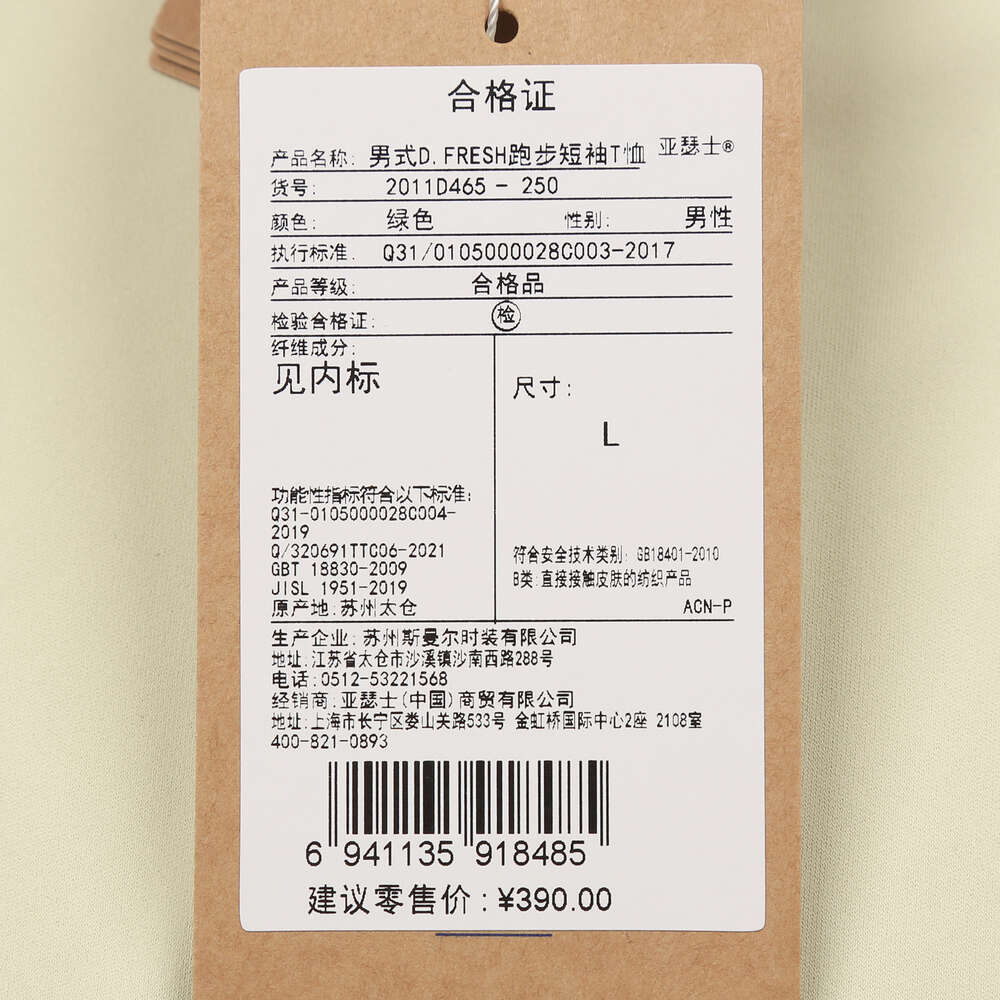 合格证
产品名称: 男式D.FRESH跑步短袖T恤 亚瑟士®
货号: 2011D465 - 250
颜色: 绿色 性别: 男性
执行标准. Q31/0105000028C003-2017
产品等级: 合格品
检验合格证: 检
纤维成分:
见内标
尺寸:
L
功能性指标符合以下标准:
Q31-0105000028C004-
2019
Q/320691TTC06-2021
GBT 18830-2009
JISL 1951-2019
原产地:苏州太仓
符合安全技术类别: GB18401-2010
B类:直接接触皮肤的纺织产品
ACN-P
生产企业: 苏州斯曼尔时装有限公司
地址:江苏省太仓市沙溪镇沙南西路288号
电话:0512-53221568
经销商:亚瑟士(中国)商贸有限公司
地址:上海市长宁区娄山关路533号 金虹桥国际中心2座 2108室
400-821-0893
6 941135 918485
建议零售价:¥390.00